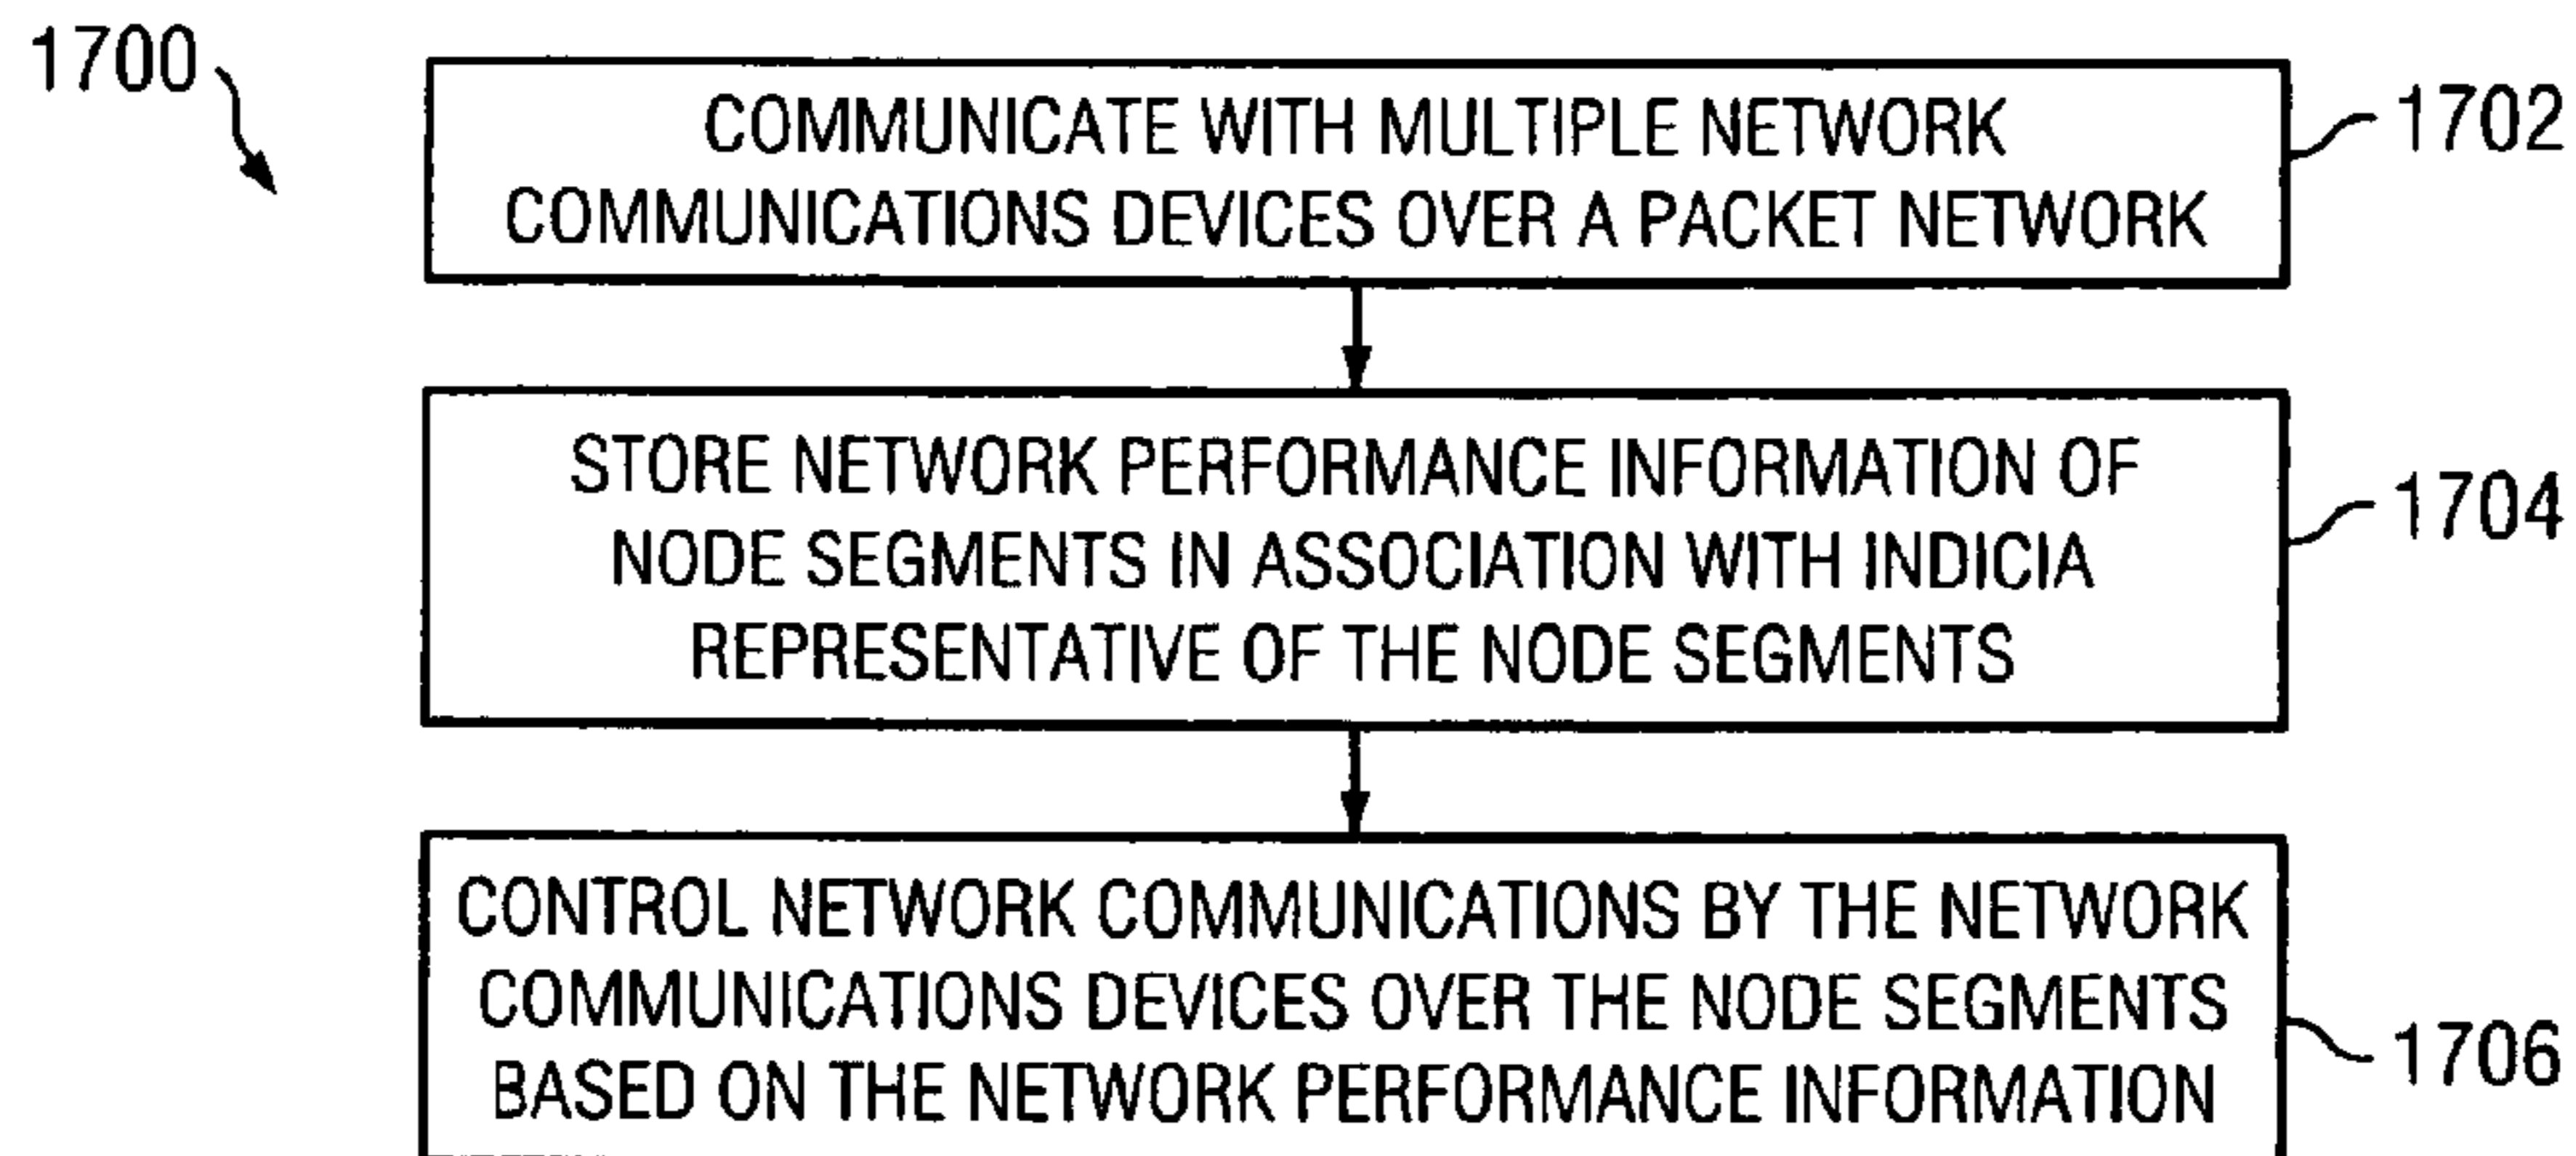 1700
COMMUNICATE WITH MULTIPLE NETWORK
COMMUNICATIONS DEVICES OVER A PACKET NETWORK
1702
STORE NETWORK PERFORMANCE INFORMATION OF
NODE SEGMENTS IN ASSOCIATION WITH INDICIA
REPRESENTATIVE OF THE NODE SEGMENTS
1704
CONTROL NETWORK COMMUNICATIONS BY THE NETWORK
COMMUNICATIONS DEVICES OVER THE NODE SEGMENTS
BASED ON THE NETWORK PERFORMANCE INFORMATION
1706